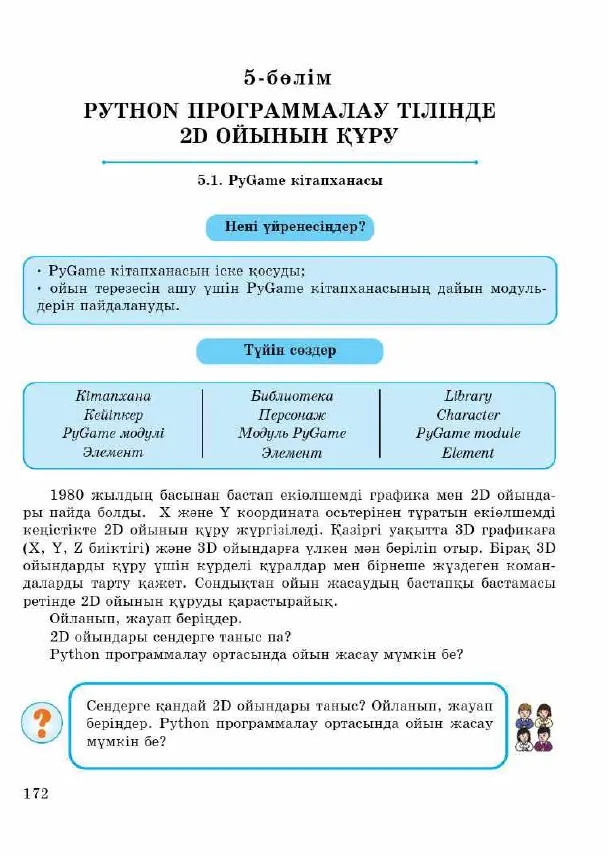 5-бөлім
PYTHON ПРОГРАММАЛАУ ТІЛІНДЕ
2D ОЙЫНЫН ҚҰРУ
5.1. PyGame кітапханасы
Нені үйренесіңдер?
• PyGame кітапханасын іске қосуды;
• ойын терезесін ашу үшін PyGame кітапханасының дайын модуль-
дерін пайдалануды.
Түйін сөздер
Кітапхана Библиотека Library
Кейіпкер Персонаж Character
PyGame модулі Модуль PyGame PyGame module
Элемент Элемент Element
1980 жылдың басынан бастап екіөлшемді графика мен 2D ойында-
ры пайда болды. X және Y координата осьтерінен тұратын екіөлшемді
кеңістікте 2D ойынын құру жүргізіледі. Қазіргі уақытта 3D графикаға
(X, Y, Z биіктігі) және 3D ойындарға үлкен мән беріліп отыр. Бірақ 3D
ойындарды құру үшін күрделі құралдар мен бірнеше жүздеген коман-
даларды тарту қажет. Сондықтан ойын жасаудың бастапқы бастамасы
ретінде 2D ойынын құруды қарастырайық.
Ойланып, жауап беріңдер.
2D ойындары сендерге таныс па?
Python программалау ортасында ойын жасау мүмкін бе?
?
Сендерге қандай 2D ойындары таныс? Ойланып, жауап
беріңдер. Python программалау ортасында ойын жасау
мүмкін бе?
172